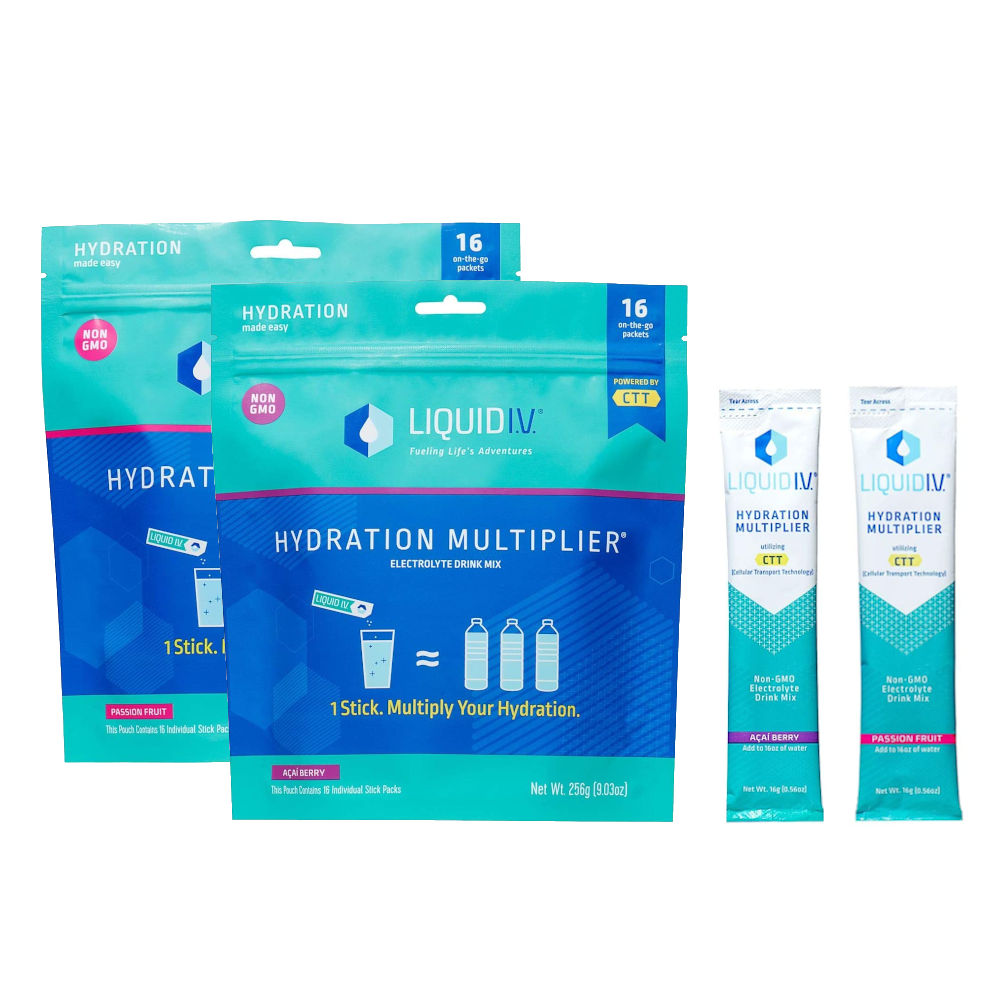 HYDRATION
made easy
16
on-the-go
packets
NON
GMO
HYDRAT
LIQUID I.V.
1 Stick.
PASSION FRUIT
This Pouch Contains 16 Individual Stick Pac
HYDRATION
made easy
16
on-the-go
packets
POWERED BY
CTT
NON
GMO
LIQUID I.V.®
Fueling Life's Adventures
HYDRATION MULTIPLIER®
ELECTROLYTE DRINK MIX
LIQUID I.V.
≈
1 Stick. Multiply Your Hydration.
AÇAÍ BERRY
This Pouch Contains 16 Individual Stick Packs
Net Wt. 256g (9.03oz)
Tear Across
LIQUID I.V.®
HYDRATION
MULTIPLIER
utilizing
CTT
(Cellular Transport Technology)
Non-GMO
Electrolyte
Drink Mix
AÇAÍ BERRY
Add to 16oz of water
Net Wt. 16g (0.56oz)
Tear Across
LIQUID I.V.®
HYDRATION
MULTIPLIER
utilizing
CTT
(Cellular Transport Technology)
Non-GMO
Electrolyte
Drink Mix
PASSION FRUIT
Add to 16oz of water
Net Wt. 16g (0.56oz)